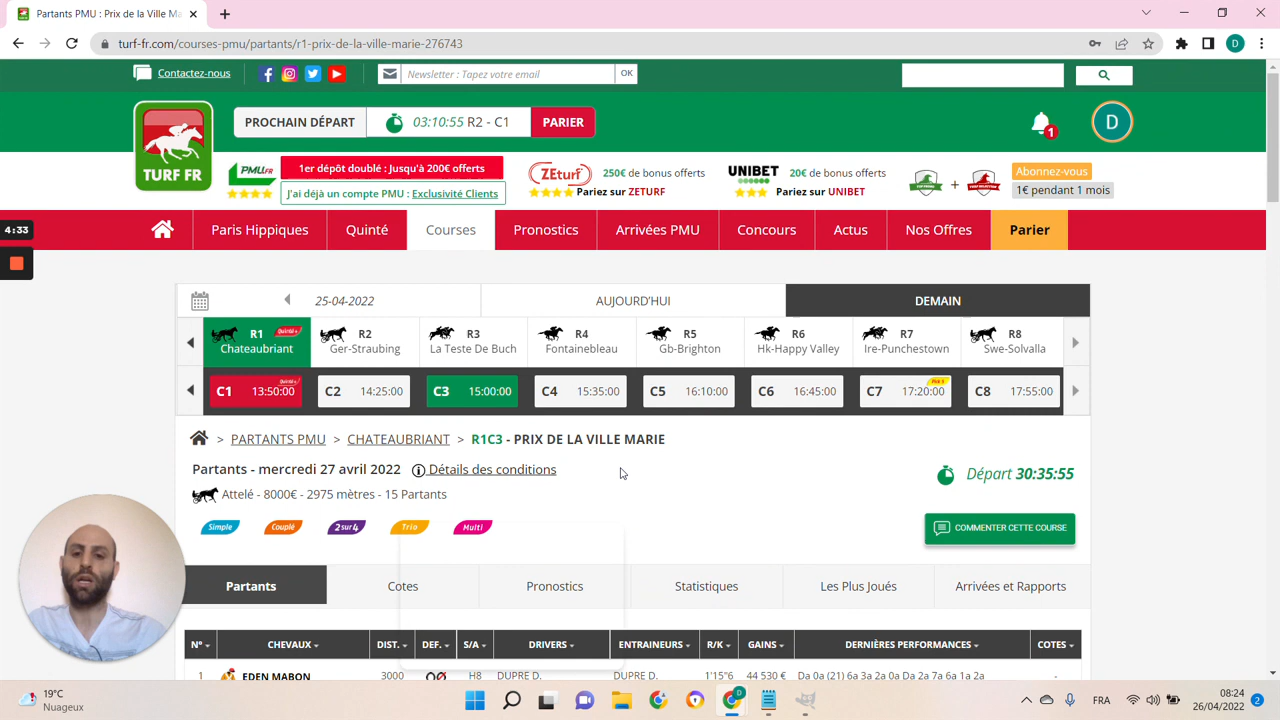 Partants PMU : Prix de la Ville Ma
turf-fr.com/courses-pmu/partants/r1-prix-de-la-ville-marie-276743
D
Contactez-nous
Newsletter : Tapez votre email
OK
TURF FR
PROCHAIN DÉPART
03:10:55 R2 - C1
PARIER
1
D
PMU.FR
1er dépôt doublé : Jusqu'à 200€ offerts
J'ai déjà un compte PMU : Exclusivité Clients
ZEturf
250€ de bonus offerts
Pariez sur ZETURF
UNIBET
20€ de bonus offerts
Pariez sur UNIBET
+
Abonnez-vous
1€ pendant 1 mois
4:33
Paris Hippiques
Quinté
Courses
Pronostics
Arrivées PMU
Concours
Actus
Nos Offres
Parier
25-04-2022
AUJOURD'HUI
DEMAIN
R1 Quinté+
Chateaubriant
R2
Ger-Straubing
R3
La Teste De Buch
R4
Fontainebleau
R5
Gb-Brighton
R6
Hk-Happy Valley
R7
Ire-Punchestown
R8
Swe-Solvalla
C1 13:50:00 Quinté+
C2 14:25:00
C3 15:00:00
C4 15:35:00
C5 16:10:00
C6 16:45:00
C7 17:20:00 Pick 5
C8 17:55:00
> PARTANTS PMU > CHATEAUBRIANT > R1C3 - PRIX DE LA VILLE MARIE
Partants - mercredi 27 avril 2022 Détails des conditions
Départ 30:35:55
Attelé - 8000€ - 2975 mètres - 15 Partants
Simple
Couplé
2sur4
Trio
Multi
COMMENTER CETTE COURSE
Partants
Cotes
Pronostics
Statistiques
Les Plus Joués
Arrivées et Rapports
N° CHEVAUX DIST. DEF. S/A DRIVERS ENTRAINEURS R/K GAINS DERNIÈRES PERFORMANCES COTES
1 EDEN MABON 3000 H8 DUPRE D. DUPRE D. 1'15"6 44 530 € Da 0a (21) 6a 3a 2a 0a Da 2a 7a 6a 1a 2a
19°C
Nuageux
D
FRA
08:24
26/04/2022
2